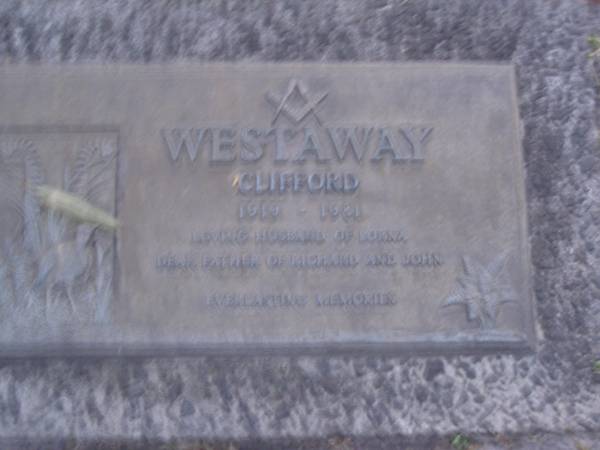 WESTAWAY
CLIFFORD
LOVING HUSBAND OF LORNA
DEAR FATHER OF RICHARD AND JOHN
EVERLASTING MEMORIES